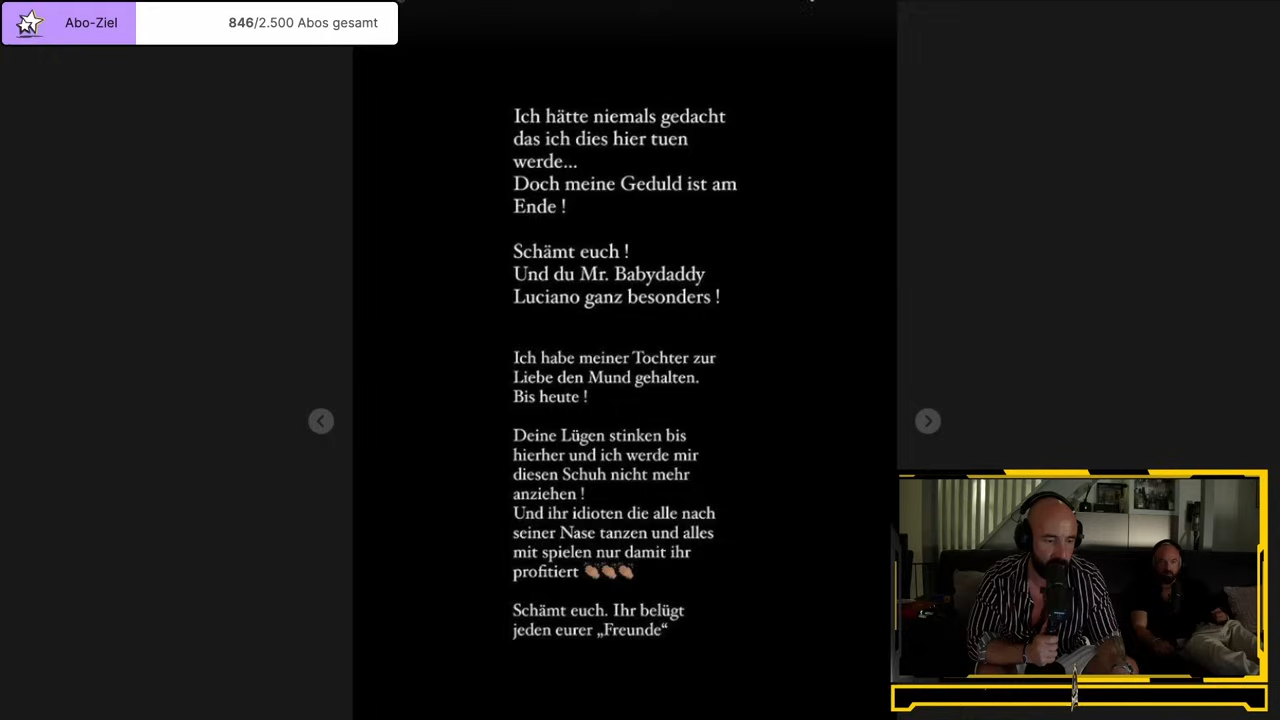 Abo-Ziel
846/2.500 Abos gesamt
Ich hätte niemals gedacht
das ich dies hier tuen
werde...
Doch meine Geduld ist am
Ende !
Schämt euch !
Und du Mr. Babydaddy
Luciano ganz besonders !
Ich habe meiner Tochter zur
Liebe den Mund gehalten.
Bis heute !
Deine Lügen stinken bis
hierher und ich werde mir
diesen Schuh nicht mehr
anziehen !
Und ihr idioten die alle nach
seiner Nase tanzen und alles
mit spielen nur damit ihr
profitiert 👏🏼👏🏼👏🏼
Schämt euch. Ihr belügt
jeden eurer „Freunde“